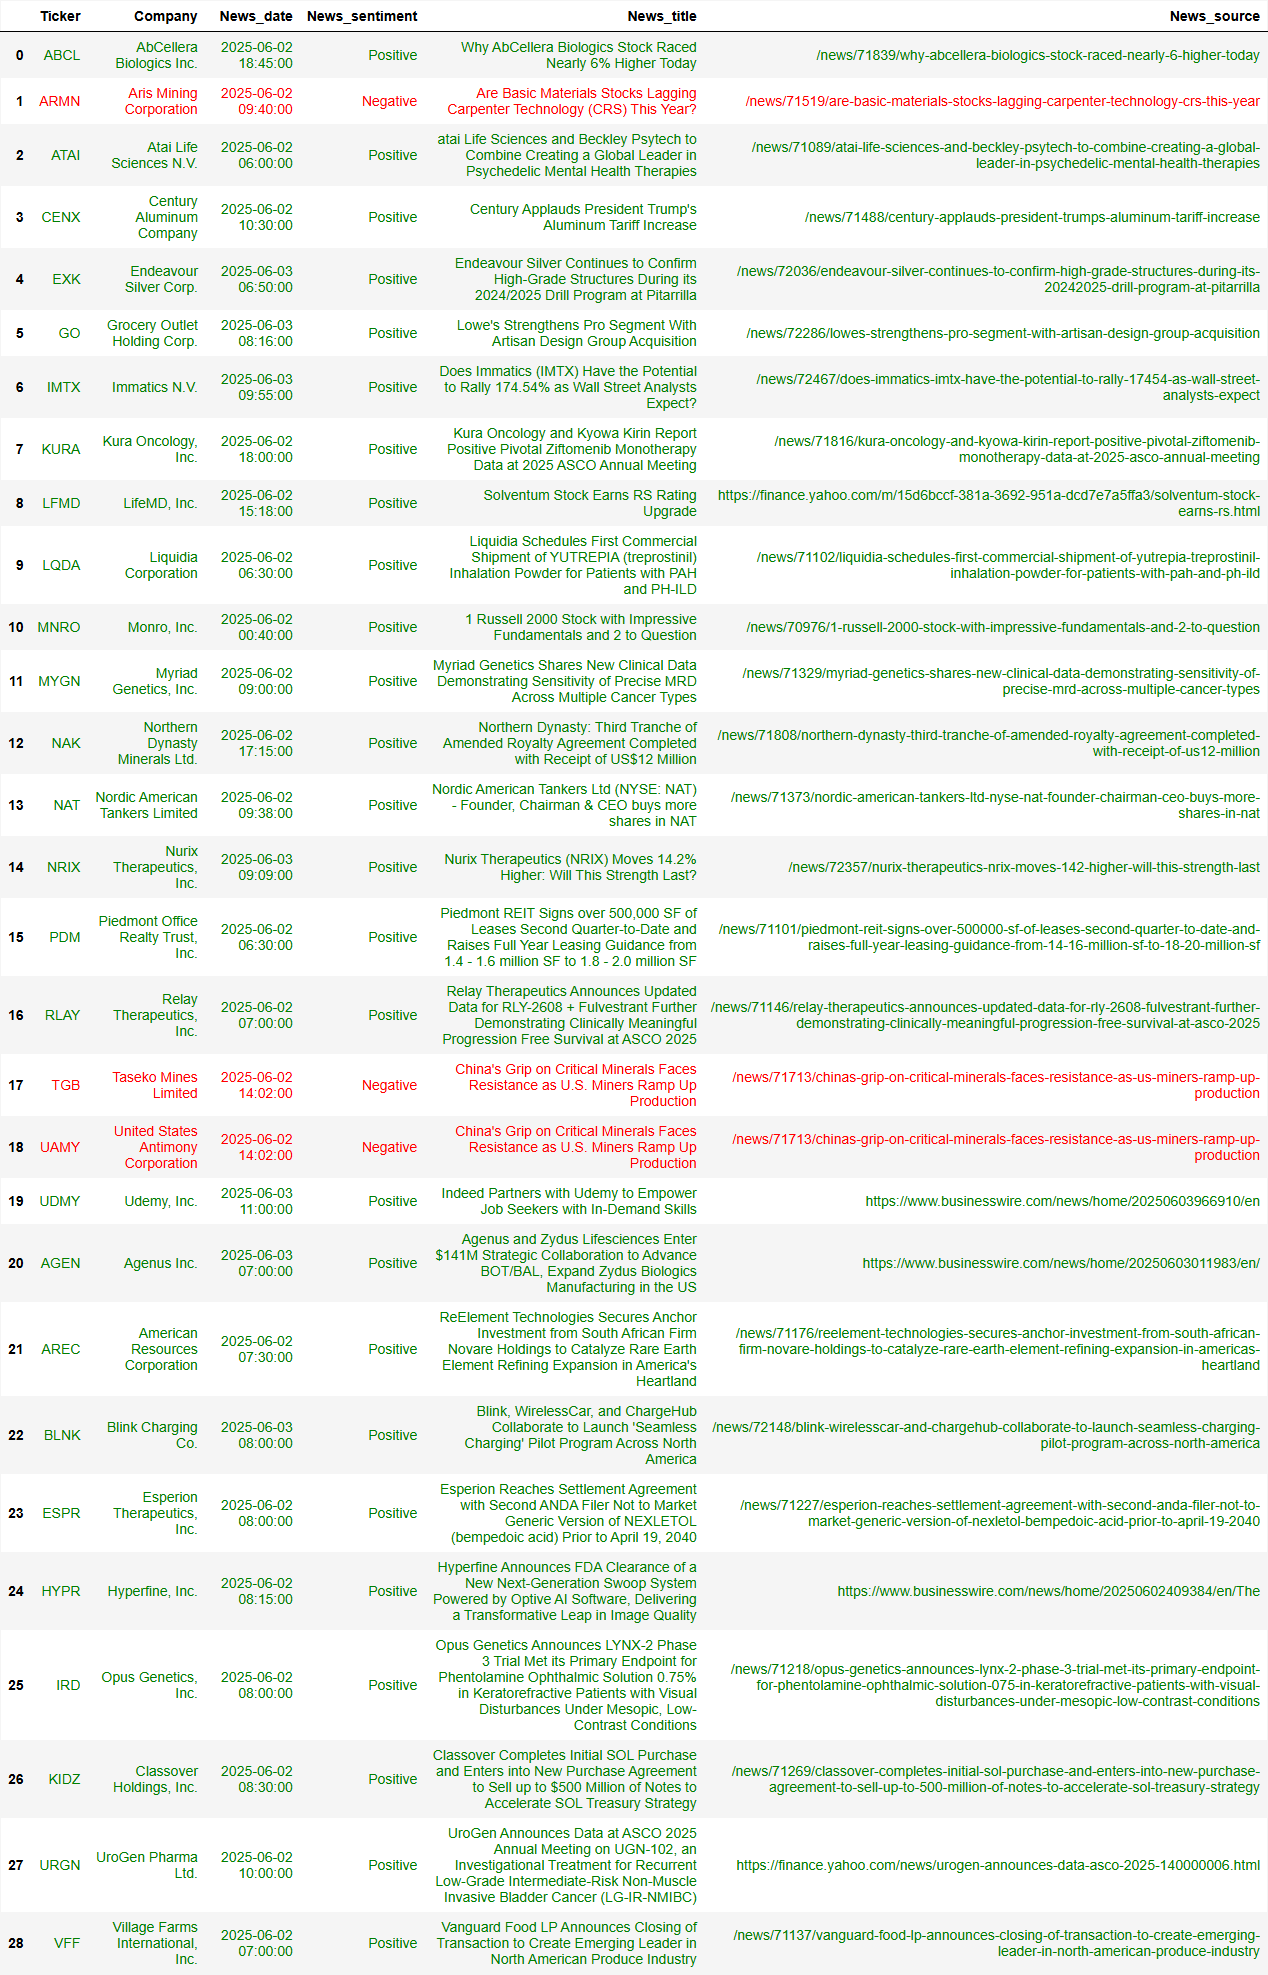 Ticker Company News_date News_sentiment News_title News_source
0 ABCL AbCellera Biologics Inc. 2025-06-02 18:45:00 Positive Why AbCellera Biologics Stock Raced Nearly 6% Higher Today /news/71839/why-abcellera-biologics-stock-raced-nearly-6-higher-today
1 ARMN Aris Mining Corporation 2025-06-02 09:40:00 Negative Are Basic Materials Stocks Lagging Carpenter Technology (CRS) This Year? /news/71519/are-basic-materials-stocks-lagging-carpenter-technology-crs-this-year
2 ATAI Atai Life Sciences N.V. 2025-06-02 06:00:00 Positive atai Life Sciences and Beckley Psytech to Combine Creating a Global Leader in Psychedelic Mental Health Therapies /news/71089/atai-life-sciences-and-beckley-psytech-to-combine-creating-a-global-leader-in-psychedelic-mental-health-therapies
3 CENX Century Aluminum Company 2025-06-02 10:30:00 Positive Century Applauds President Trump's Aluminum Tariff Increase /news/71488/century-applauds-president-trumps-aluminum-tariff-increase
4 EXK Endeavour Silver Corp. 2025-06-03 06:50:00 Positive Endeavour Silver Continues to Confirm High-Grade Structures During its 2024/2025 Drill Program at Pitarrilla /news/72036/endeavour-silver-continues-to-confirm-high-grade-structures-during-its-20242025-drill-program-at-pitarrilla
5 GO Grocery Outlet Holding Corp. 2025-06-03 08:16:00 Positive Lowe's Strengthens Pro Segment With Artisan Design Group Acquisition /news/72286/lowes-strengthens-pro-segment-with-artisan-design-group-acquisition
6 IMTX Immatics N.V. 2025-06-03 09:55:00 Positive Does Immatics (IMTX) Have the Potential to Rally 174.54% as Wall Street Analysts Expect? /news/72467/does-immatics-imtx-have-the-potential-to-rally-17454-as-wall-street-analysts-expect
7 KURA Kura Oncology, Inc. 2025-06-02 18:00:00 Positive Kura Oncology and Kyowa Kirin Report Positive Pivotal Ziftomenib Monotherapy Data at 2025 ASCO Annual Meeting /news/71816/kura-oncology-and-kyowa-kirin-report-positive-pivotal-ziftomenib-monotherapy-data-at-2025-asco-annual-meeting
8 LFMD LifeMD, Inc. 2025-06-02 15:18:00 Positive Solventum Stock Earns RS Rating Upgrade https://finance.yahoo.com/m/15d6bccf-381a-3692-951a-dcd7e7a5ffa3/solventum-stock-earns-rs.html
9 LQDA Liquidia Corporation 2025-06-02 06:30:00 Positive Liquidia Schedules First Commercial Shipment of YUTREPIA (treprostinil) Inhalation Powder for Patients with PAH and PH-ILD /news/71102/liquidia-schedules-first-commercial-shipment-of-yutrepia-treprostinil-inhalation-powder-for-patients-with-pah-and-ph-ild
10 MNRO Monro, Inc. 2025-06-02 00:40:00 Positive 1 Russell 2000 Stock with Impressive Fundamentals and 2 to Question /news/70976/1-russell-2000-stock-with-impressive-fundamentals-and-2-to-question
11 MYGN Myriad Genetics, Inc. 2025-06-02 09:00:00 Positive Myriad Genetics Shares New Clinical Data Demonstrating Sensitivity of Precise MRD Across Multiple Cancer Types /news/71329/myriad-genetics-shares-new-clinical-data-demonstrating-sensitivity-of-precise-mrd-across-multiple-cancer-types
12 NAK Northern Dynasty Minerals Ltd. 2025-06-02 17:15:00 Positive Northern Dynasty: Third Tranche of Amended Royalty Agreement Completed with Receipt of US$12 Million /news/71808/northern-dynasty-third-tranche-of-amended-royalty-agreement-completed-with-receipt-of-us12-million
13 NAT Nordic American Tankers Limited 2025-06-02 09:38:00 Positive Nordic American Tankers Ltd (NYSE: NAT) - Founder, Chairman & CEO buys more shares in NAT /news/71373/nordic-american-tankers-ltd-nyse-nat-founder-chairman-ceo-buys-more-shares-in-nat
14 NRIX Nurix Therapeutics, Inc. 2025-06-03 09:09:00 Positive Nurix Therapeutics (NRIX) Moves 14.2% Higher: Will This Strength Last? /news/72357/nurix-therapeutics-nrix-moves-142-higher-will-this-strength-last
15 PDM Piedmont Office Realty Trust, Inc. 2025-06-02 06:30:00 Positive Piedmont REIT Signs over 500,000 SF of Leases Second Quarter-to-Date and Raises Full Year Leasing Guidance from 1.4 - 1.6 million SF to 1.8 - 2.0 million SF /news/71101/piedmont-reit-signs-over-500000-sf-of-leases-second-quarter-to-date-and-raises-full-year-leasing-guidance-from-14-16-million-sf-to-18-20-million-sf
16 RLAY Relay Therapeutics, Inc. 2025-06-02 07:00:00 Positive Relay Therapeutics Announces Updated Data for RLY-2608 + Fulvestrant Further Demonstrating Clinically Meaningful Progression Free Survival at ASCO 2025 /news/71146/relay-therapeutics-announces-updated-data-for-rly-2608-fulvestrant-further-demonstrating-clinically-meaningful-progression-free-survival-at-asco-2025
17 TGB Taseko Mines Limited 2025-06-02 14:02:00 Negative China's Grip on Critical Minerals Faces Resistance as U.S. Miners Ramp Up Production /news/71713/chinas-grip-on-critical-minerals-faces-resistance-as-us-miners-ramp-up-production
18 UAMY United States Antimony Corporation 2025-06-02 14:02:00 Negative China's Grip on Critical Minerals Faces Resistance as U.S. Miners Ramp Up Production /news/71713/chinas-grip-on-critical-minerals-faces-resistance-as-us-miners-ramp-up-production
19 UDMY Udemy, Inc. 2025-06-03 11:00:00 Positive Indeed Partners with Udemy to Empower Job Seekers with In-Demand Skills https://www.businesswire.com/news/home/20250603966910/en
20 AGEN Agenus Inc. 2025-06-03 07:00:00 Positive Agenus and Zydus Lifesciences Enter $141M Strategic Collaboration to Advance BOT/BAL, Expand Zydus Biologics Manufacturing in the US https://www.businesswire.com/news/home/20250603011983/en/
21 AREC American Resources Corporation 2025-06-02 07:30:00 Positive ReElement Technologies Secures Anchor Investment from South African Firm Novare Holdings to Catalyze Rare Earth Element Refining Expansion in America's Heartland /news/71176/reelement-technologies-secures-anchor-investment-from-south-african-firm-novare-holdings-to-catalyze-rare-earth-element-refining-expansion-in-americas-heartland
22 BLNK Blink Charging Co. 2025-06-03 08:00:00 Positive Blink, WirelessCar, and ChargeHub Collaborate to Launch 'Seamless Charging' Pilot Program Across North America /news/72148/blink-wirelesscar-and-chargehub-collaborate-to-launch-seamless-charging-pilot-program-across-north-america
23 ESPR Esperion Therapeutics, Inc. 2025-06-02 08:00:00 Positive Esperion Reaches Settlement Agreement with Second ANDA Filer Not to Market Generic Version of NEXLETOL (bempedoic acid) Prior to April 19, 2040 /news/71227/esperion-reaches-settlement-agreement-with-second-anda-filer-not-to-market-generic-version-of-nexletol-bempedoic-acid-prior-to-april-19-2040
24 HYPR Hyperfine, Inc. 2025-06-02 08:15:00 Positive Hyperfine Announces FDA Clearance of a New Next-Generation Swoop System Powered by Optive AI Software, Delivering a Transformative Leap in Image Quality https://www.businesswire.com/news/home/20250602409384/en/The
25 IRD Opus Genetics, Inc. 2025-06-02 08:00:00 Positive Opus Genetics Announces LYNX-2 Phase 3 Trial Met its Primary Endpoint for Phentolamine Ophthalmic Solution 0.75% in Keratorefractive Patients with Visual Disturbances Under Mesopic, Low-Contrast Conditions /news/71218/opus-genetics-announces-lynx-2-phase-3-trial-met-its-primary-endpoint-for-phentolamine-ophthalmic-solution-075-in-keratorefractive-patients-with-visual-disturbances-under-mesopic-low-contrast-conditions
26 KIDZ Classover Holdings, Inc. 2025-06-02 08:30:00 Positive Classover Completes Initial SOL Purchase and Enters into New Purchase Agreement to Sell up to $500 Million of Notes to Accelerate SOL Treasury Strategy /news/71269/classover-completes-initial-sol-purchase-and-enters-into-new-purchase-agreement-to-sell-up-to-500-million-of-notes-to-accelerate-sol-treasury-strategy
27 URGN UroGen Pharma Ltd. 2025-06-02 10:00:00 Positive UroGen Announces Data at ASCO 2025 Annual Meeting on UGN-102, an Investigational Treatment for Recurrent Low-Grade Intermediate-Risk Non-Muscle Invasive Bladder Cancer (LG-IR-NMIBC) https://finance.yahoo.com/news/urogen-announces-data-asco-2025-140000006.html
28 VFF Village Farms International, Inc. 2025-06-02 07:00:00 Positive Vanguard Food LP Announces Closing of Transaction to Create Emerging Leader in North American Produce Industry /news/71137/vanguard-food-lp-announces-closing-of-transaction-to-create-emerging-leader-in-north-american-produce-industry